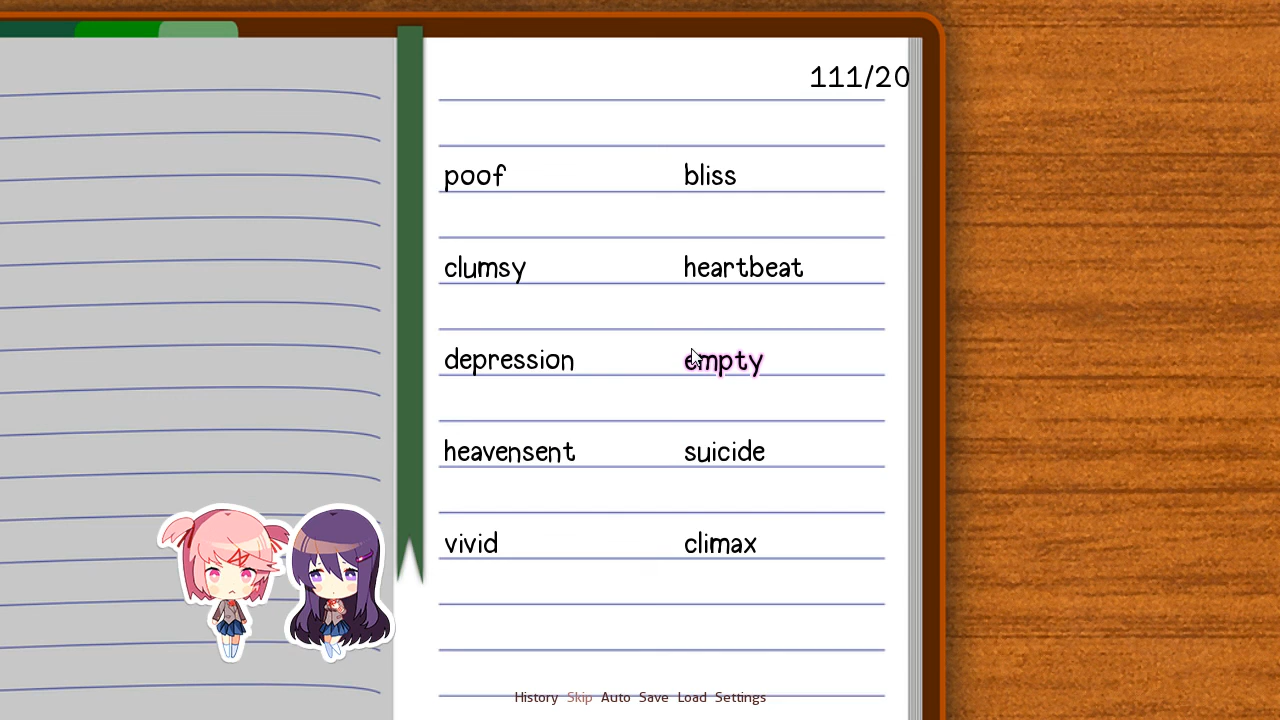 111/20
poof bliss
clumsy heartbeat
depression empty
heavensent suicide
vivid climax
History Skip Auto Save Load Settings